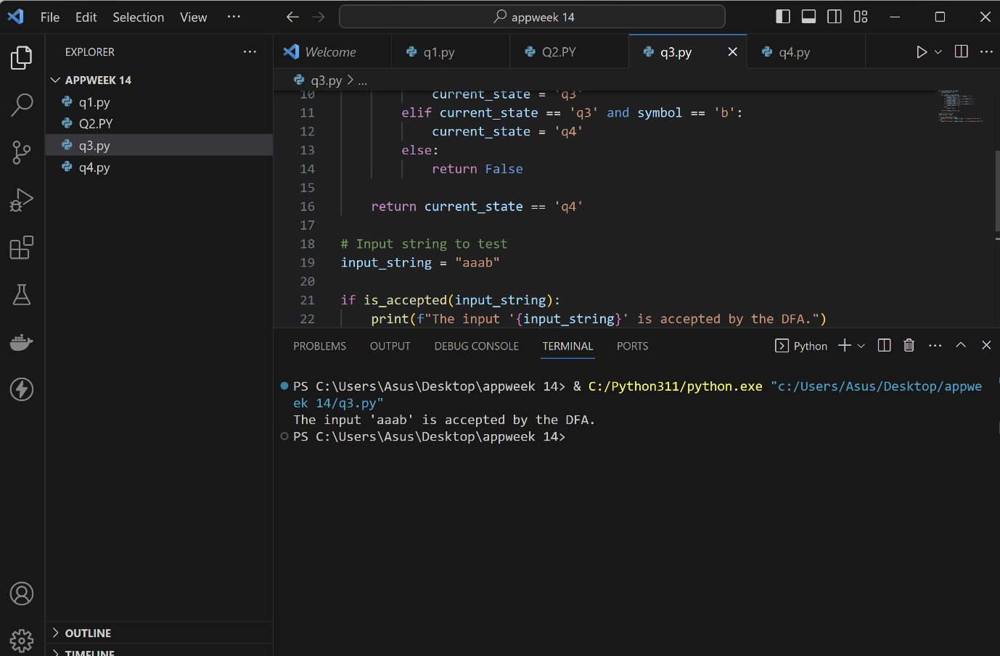 File Edit Selection View ···
appweek 14
EXPLORER ···
APPWEEK 14
q1.py
Q2.PY
q3.py
q4.py
OUTLINE
TIMELINE
Welcome q1.py Q2.PY q3.py q4.py
q3.py > ...
10 current_state = 'q3'
11 elif current_state == 'q3' and symbol == 'b':
12 current_state = 'q4'
13 else:
14 return False
15
16 return current_state == 'q4'
17
18 # Input string to test
19 input_string = "aaab"
20
21 if is_accepted(input_string):
22 print(f"The input '{input_string}' is accepted by the DFA.")
PROBLEMS OUTPUT DEBUG CONSOLE TERMINAL PORTS Python
PS C:\Users\Asus\Desktop\appweek 14> & C:/Python311/python.exe "c:/Users/Asus/Desktop/appwe
ek 14/q3.py"
The input 'aaab' is accepted by the DFA.
PS C:\Users\Asus\Desktop\appweek 14>